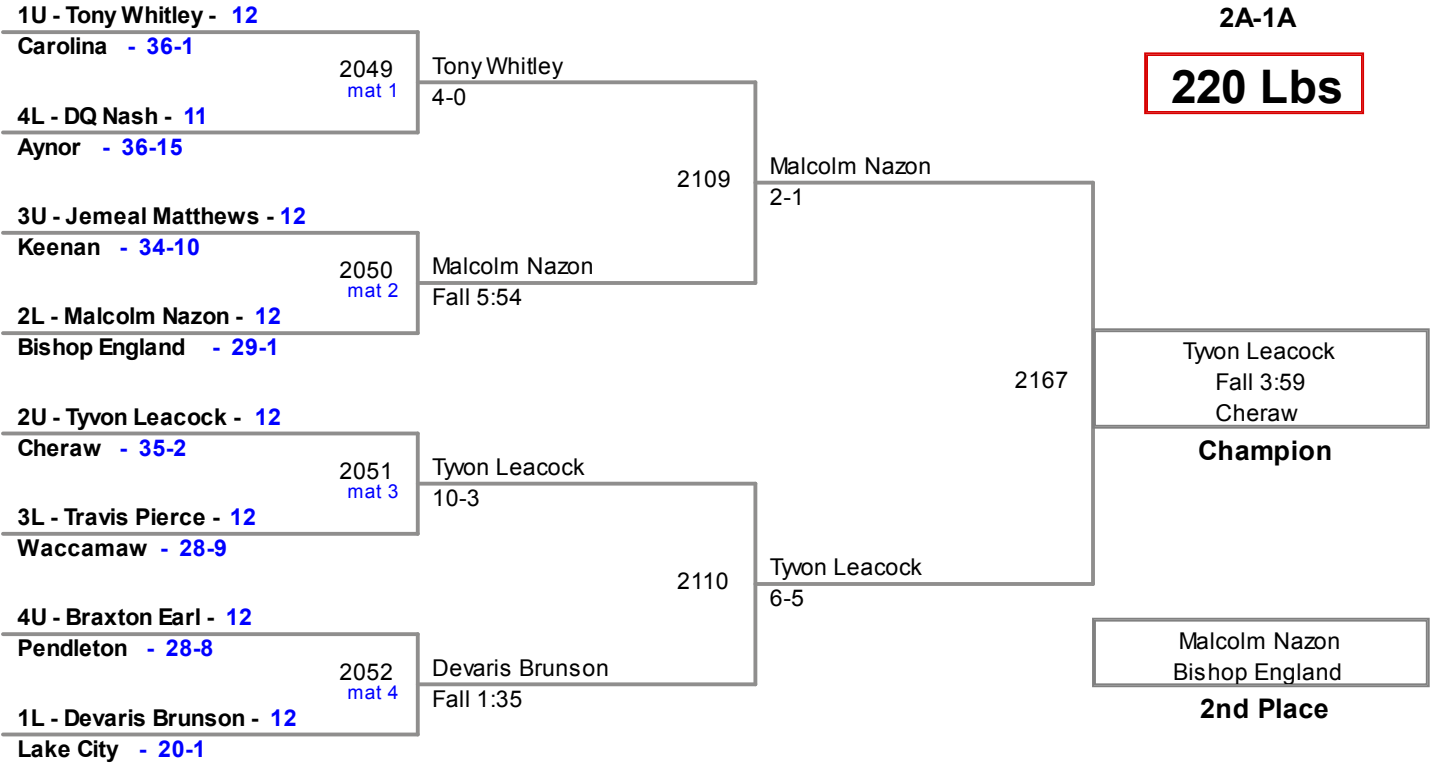 1U - Tony Whitley - 12
Carolina - 36-1
2049
mat 1
4L - DQ Nash - 11
Aynor - 36-15
3U - Jemeal Matthews - 12
Keenan - 34-10
2050
mat 2
2L - Malcolm Nazon - 12
Bishop England - 29-1
2U - Tyvon Leacock - 12
Cheraw - 35-2
2051
mat 3
3L - Travis Pierce - 12
Waccamaw - 28-9
4U - Braxton Earl - 12
Pendleton - 28-8
2052
mat 4
1L - Devaris Brunson - 12
Lake City - 20-1
Tony Whitley
4-0
2109
Malcolm Nazon
Fall 5:54
Tyvon Leacock
10-3
2110
Devaris Brunson
Fall 1:35
Malcolm Nazon
2-1
2167
Tyvon Leacock
6-5
2A-1A
220 Lbs
Tyvon Leacock
Fall 3:59
Cheraw
Champion
Malcolm Nazon
Bishop England
2nd Place